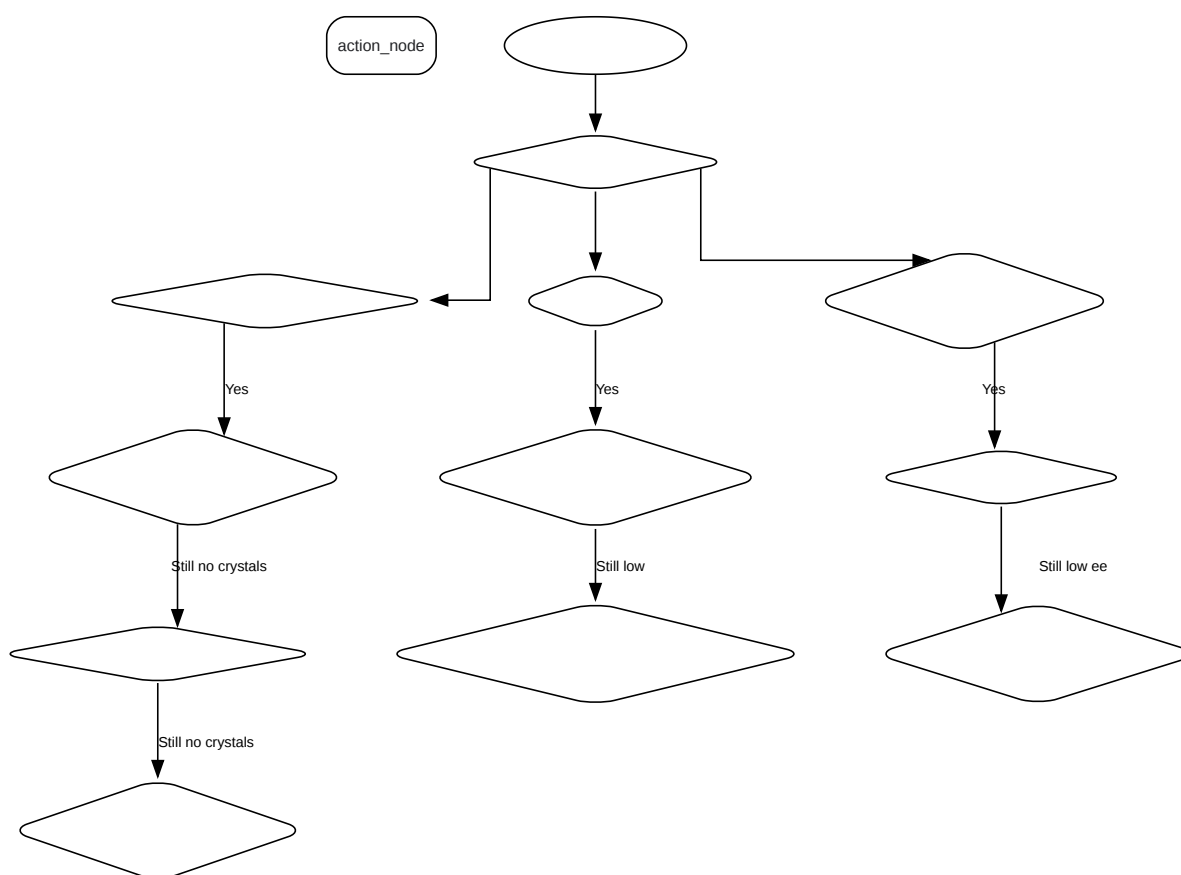 action_node
Yes
Yes
Yes
Still no crystals
Still low
Still low ee
Still no crystals